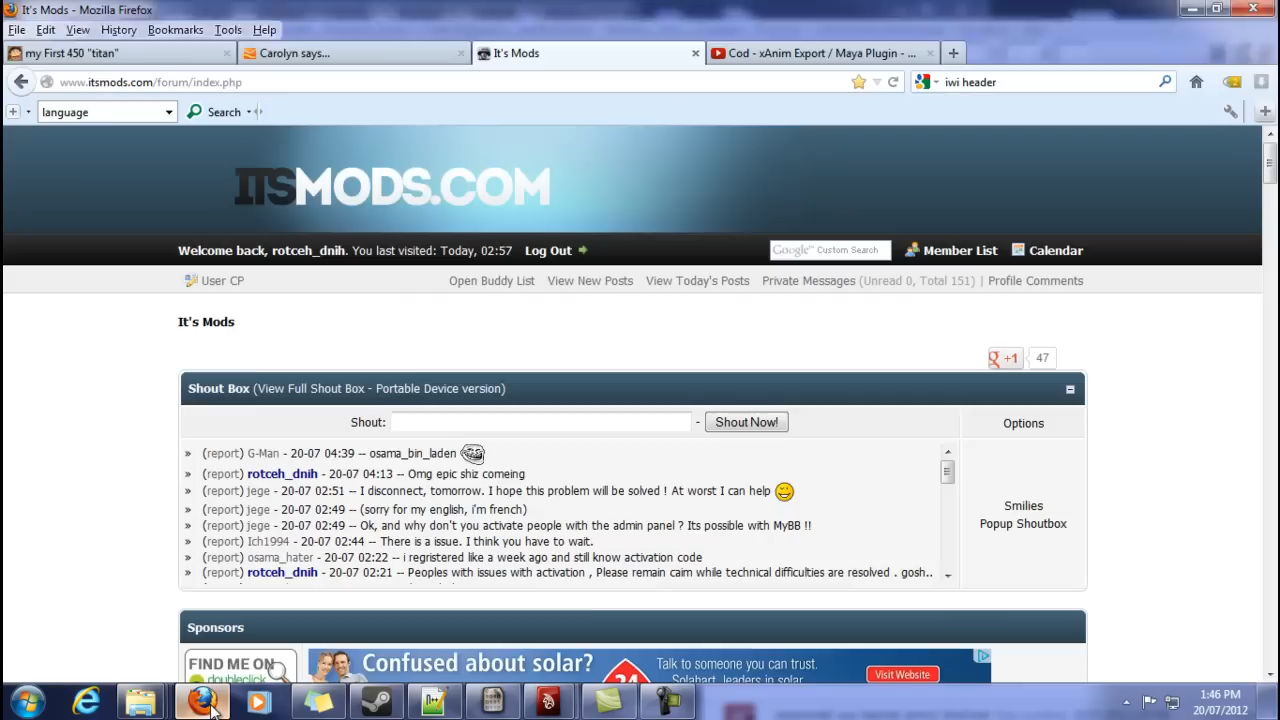 It's Mods - Mozilla Firefox
File Edit View History Bookmarks Tools Help
my First 450 "titan" Carolyn says... It's Mods Cod - xAnim Export / Maya Plugin - ...
www.itsmods.com/forum/index.php iwi header
language Search
ITSMODS.COM
Welcome back, rotceh_dnih. You last visited: Today, 02:57 Log Out Google™ Custom Search Member List Calendar
User CP Open Buddy List View New Posts View Today's Posts Private Messages (Unread 0, Total 151) | Profile Comments
It's Mods
g +1 47
Shout Box (View Full Shout Box - Portable Device version)
Shout: - Shout Now! Options
» (report) G-Man - 20-07 04:39 -- osama_bin_laden
» (report) rotceh_dnih - 20-07 04:13 -- Omg epic shiz comeing
» (report) jege - 20-07 02:51 -- I disconnect, tomorrow. I hope this problem will be solved ! At worst I can help
» (report) jege - 20-07 02:49 -- (sorry for my english, i'm french)
» (report) jege - 20-07 02:49 -- Ok, and why don't you activate people with the admin panel ? Its possible with MyBB !!
» (report) Ich1994 - 20-07 02:44 -- There is a issue. I think you have to wait.
» (report) osama_hater - 20-07 02:22 -- i registered like a week ago and still know activation code
» (report) rotceh_dnih - 20-07 02:21 -- Peoples with issues with activation , Please remain calm while technical difficulties are resolved . gosh..
Smilies
Popup Shoutbox
Sponsors
FIND ME ON
doubleclick
Confused about solar?
24
Talk to someone you can trust.
Solahart, leaders in solar.
Visit Website
1:46 PM
20/07/2012